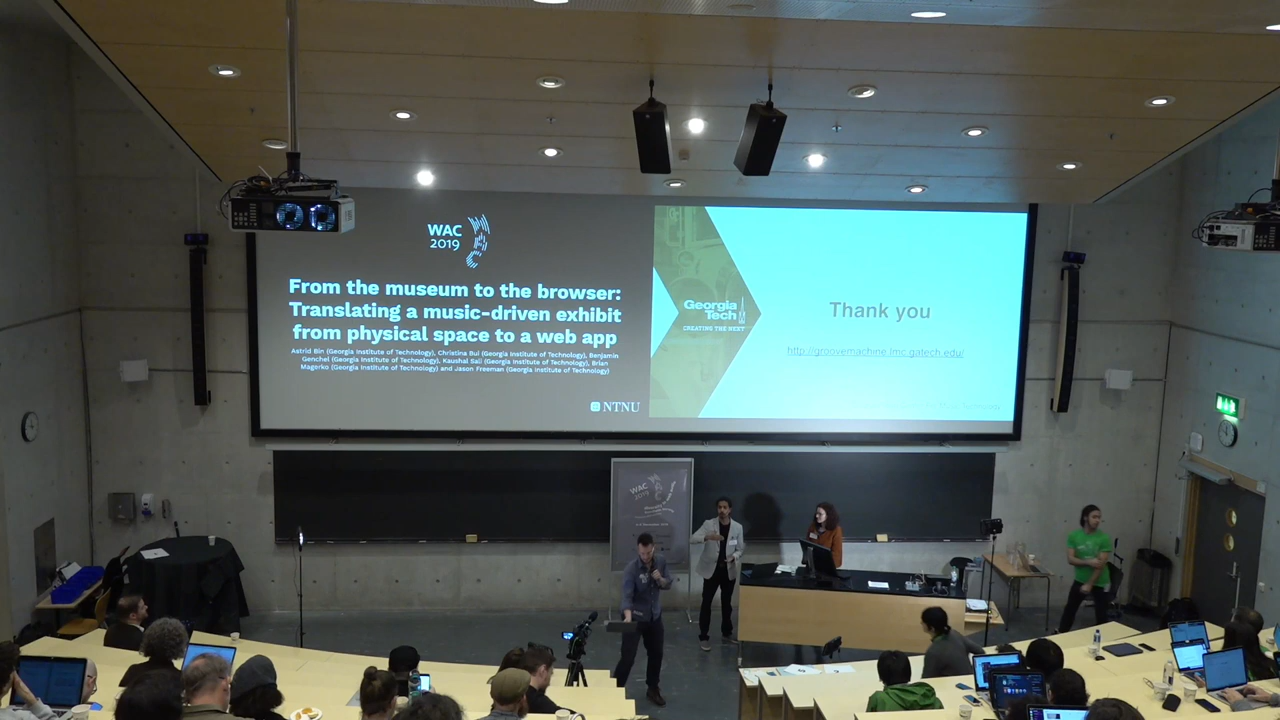 WAC
2019
From the museum to the browser:
Translating a music-driven exhibit
from physical space to a web app
Astrid Bin (Georgia Institute of Technology), Christina Bui (Georgia Institute of Technology), Benjamin
Genchel (Georgia Institute of Technology), Kaushal Sali (Georgia Institute of Technology), Brian
Magerko (Georgia Institute of Technology) and Jason Freeman (Georgia Institute of Technology)
NTNU
Georgia
Tech
CREATING THE NEXT
Thank you
http://groovemachine.lmc.gatech.edu/
WAC
2019